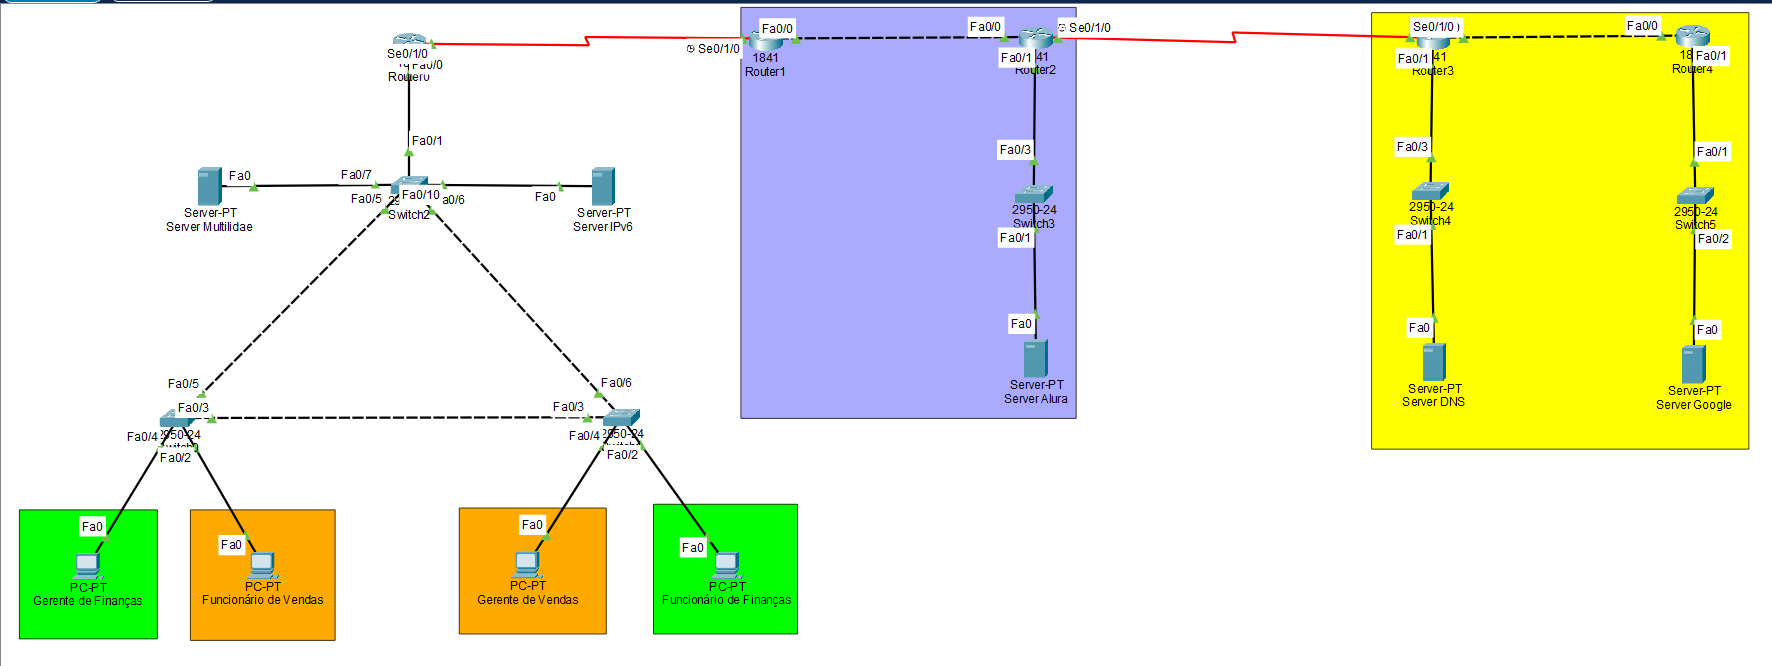 Se0/1/0
Fa0/0
Router0
Fa0/1
Fa0
Fa0/7
Fa0/5
Fa0/10
a0/6
Switch2
Fa0
Server-PT
Server Multilidae
Server-PT
Server IPv6
Fa0/5
Fa0/3
Fa0/4
950-24
Fa0/2
Fa0/6
Fa0/3
Fa0/4
2950-24
Fa0/2
Fa0
PC-PT
Gerente de Finanças
Fa0
PC-PT
Funcionário de Vendas
Fa0
PC-PT
Gerente de Vendas
Fa0
PC-PT
Funcionário de Finanças
Se0/1/0
Fa0/0
1841
Router1
Fa0/0
Se0/1/0
Fa0/1
41
Router2
Fa0/3
2950-24
Switch3
Fa0/1
Fa0
Server-PT
Server Alura
Se0/1/0
Fa0/1
41
Router3
Fa0/3
2950-24
Switch4
Fa0/1
Fa0
Server-PT
Server DNS
Fa0/0
18
Fa0/1
Router4
Fa0/1
2950-24
Switch5
Fa0/2
Fa0
Server-PT
Server Google